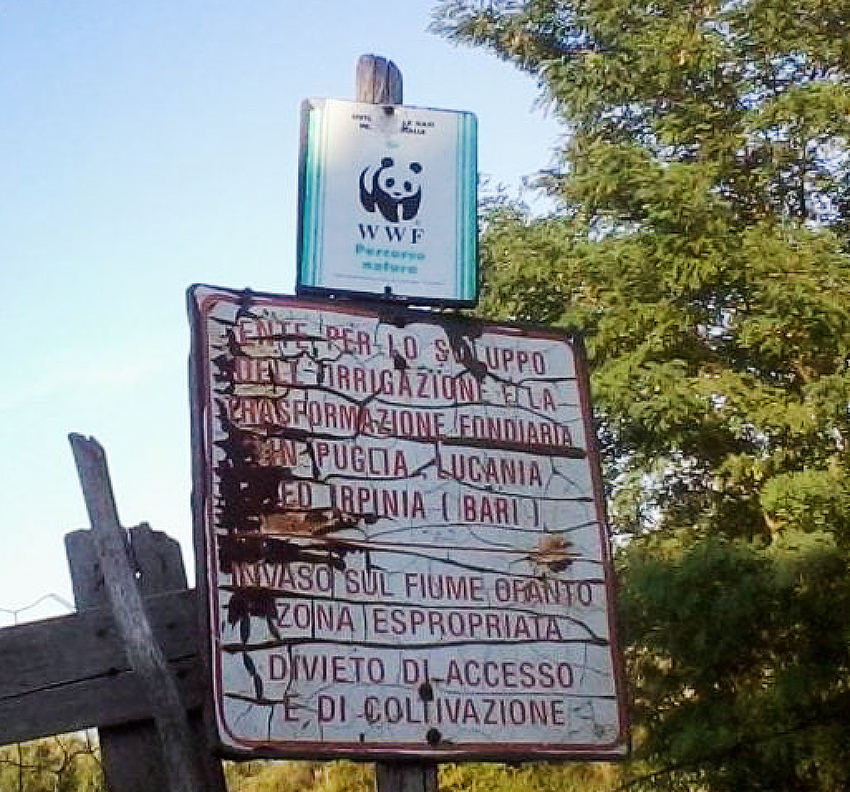 WWF
Percorso
natura
ENTE PER LO SVILUPPO
DELL'IRRIGAZIONE E LA
TRASFORMAZIONE FONDIARIA
IN PUGLIA, LUCANIA
ED IRPINIA (BARI)
INVASO SUL FIUME OFANTO
ZONA ESPROPRIATA
DIVIETO DI ACCESSO
E DI COLTIVAZIONE